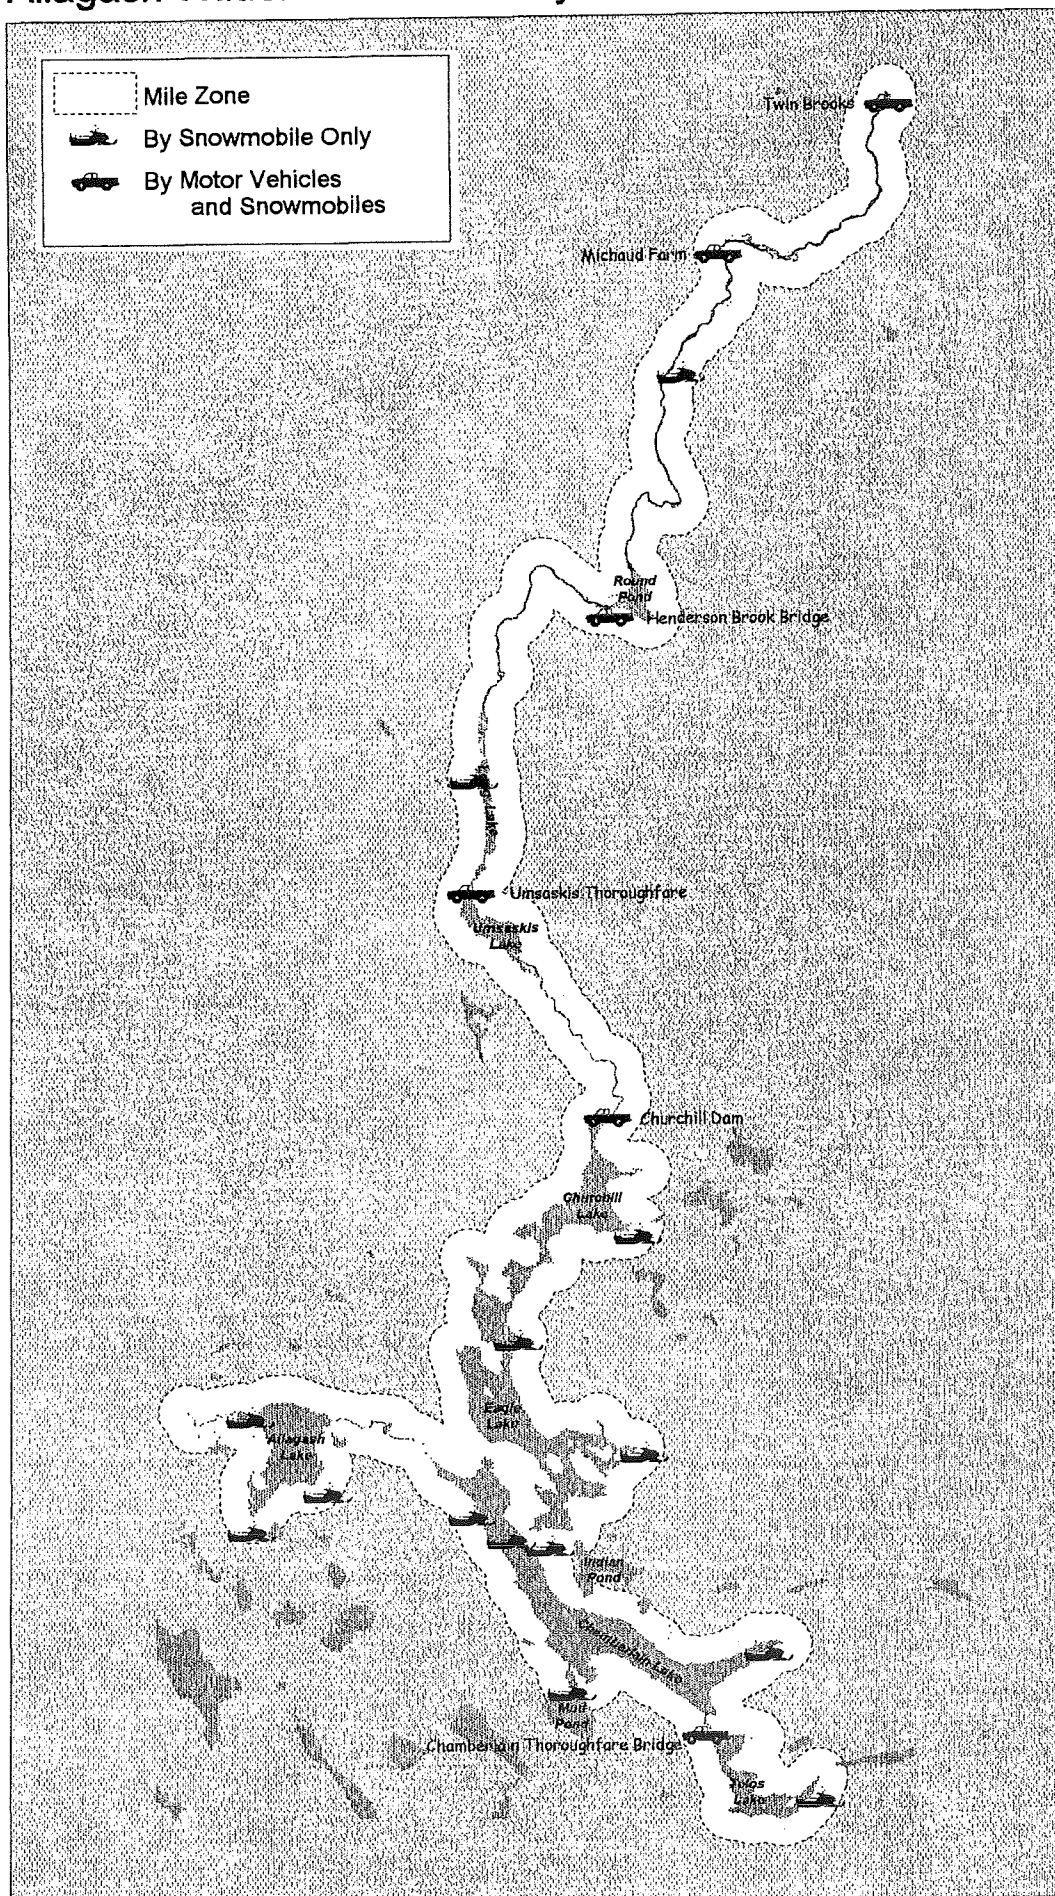 Mile Zone
By Snowmobile Only
By Motor Vehicles
and Snowmobiles
Twin Brooks
Michaud Farm
Round
Pond
Henderson Brook Bridge
Lake
Umsaskis Thoroughfare
Umsaskis
Lake
Churchill Dam
Churchill
Lake
Eagle
Lake
Allagash
Lake
Indian
Pond
Chamberlain Lake
Mud
Pond
Chamberlain Thoroughfare Bridge
Telos
Lake